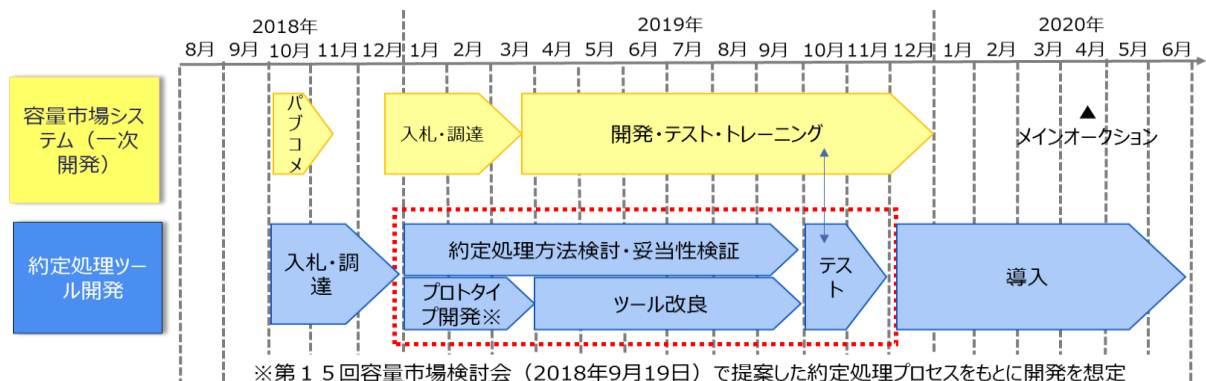 2018年 2019年 2020年
8月 9月 10月 11月 12月 1月 2月 3月 4月 5月 6月 7月 8月 9月 10月 11月 12月 1月 2月 3月 4月 5月 6月
容量市場シス
テム（一次
開発）
パ
ブ
コ
メ
入札・調達
開発・テスト・トレーニング
▲
メインオークション
約定処理ツー
ル開発
入札・調
達
約定処理方法検討・妥当性検証
プロトタイ
プ開発※
ツール改良
テス
ト
導入
※第１５回容量市場検討会（2018年9月19日）で提案した約定処理プロセスをもとに開発を想定